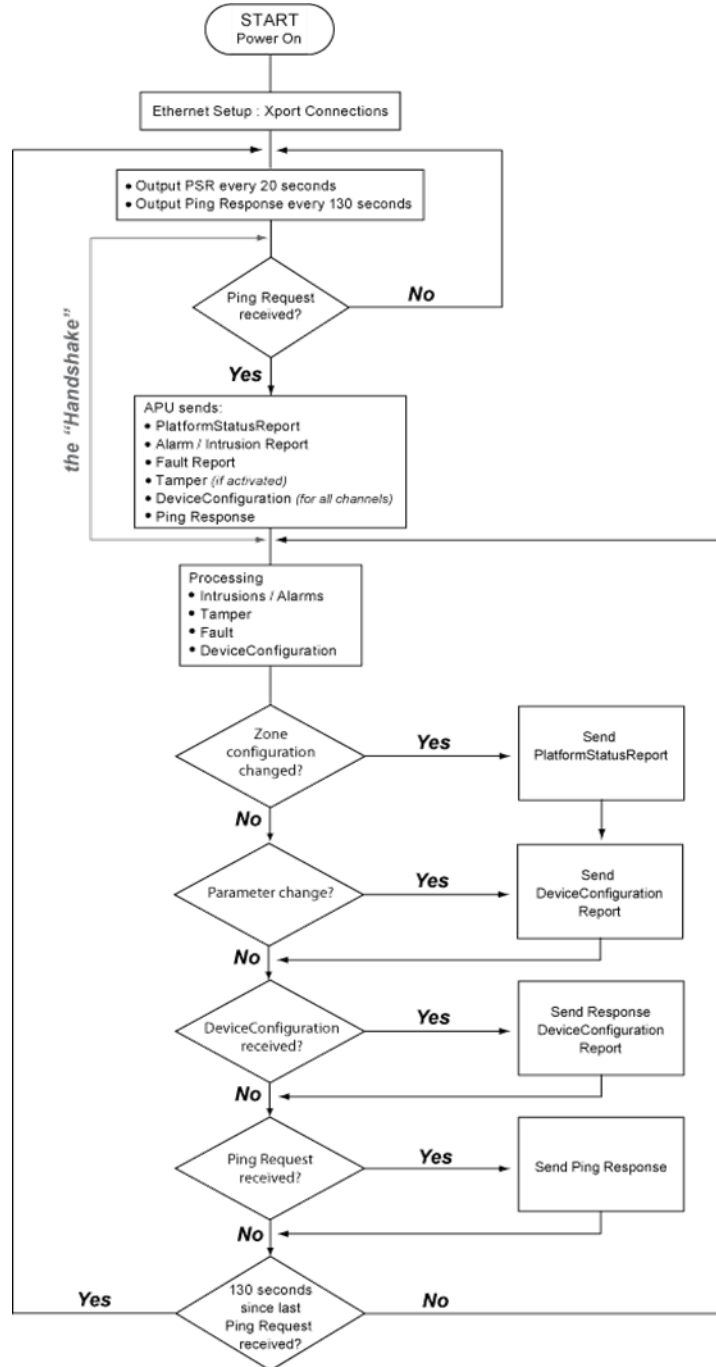 START
Power On
Ethernet Setup : Xport Connections
• Output PSR every 20 seconds
• Output Ping Response every 130 seconds
the "Handshake"
Ping Request
received?
No
Yes
APU sends:
• PlatformStatusReport
• Alarm / Intrusion Report
• Fault Report
• Tamper (if activated)
• DeviceConfiguration (for all channels)
• Ping Response
Processing
• Intrusions / Alarms
• Tamper
• Fault
• DeviceConfiguration
Zone
configuration
changed?
Yes
Send
PlatformStatusReport
No
Parameter change?
Yes
Send
DeviceConfiguration
Report
No
DeviceConfiguration
received?
Yes
Send Response
DeviceConfiguration
Report
No
Ping Request
received?
Yes
Send Ping Response
No
Yes
130 seconds
since last
Ping Request
received?
No